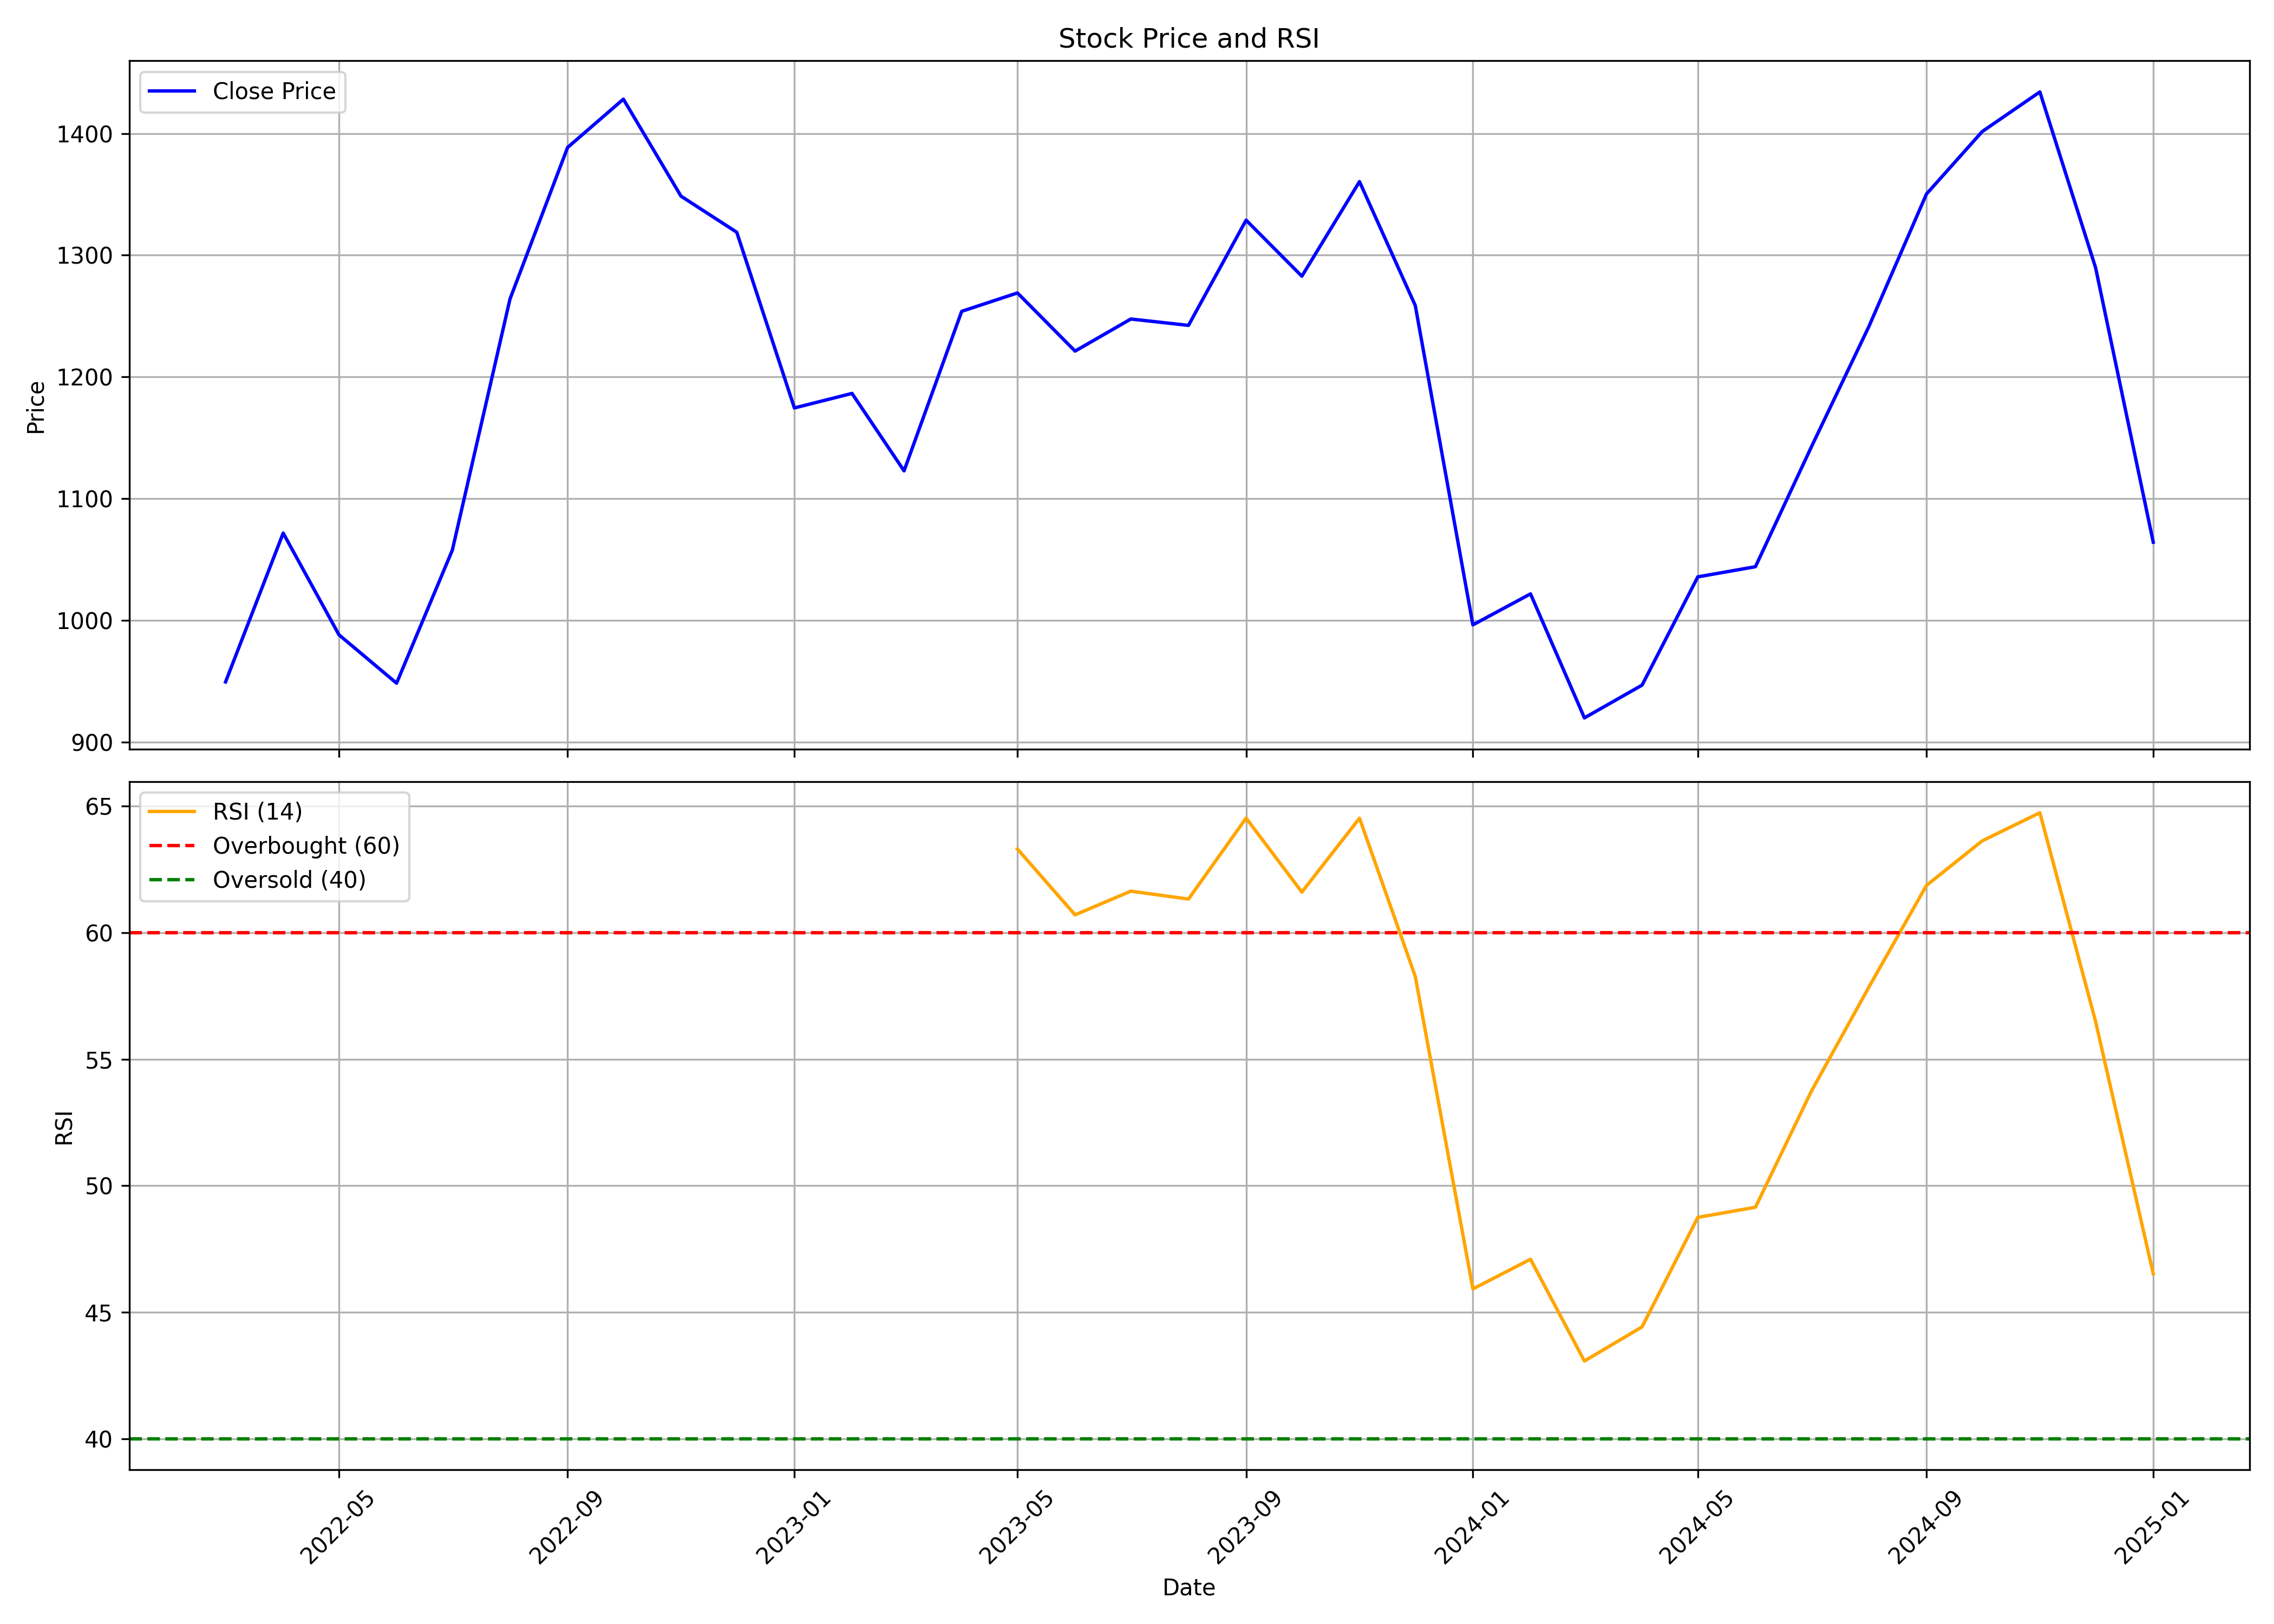 Stock Price and RSI
Close Price
Price
1400
1300
1200
1100
1000
900
RSI (14)
Overbought (60)
Oversold (40)
RSI
65
60
55
50
45
40
2022-05
2022-09
2023-01
2023-05
2023-09
2024-01
2024-05
2024-09
2025-01
Date